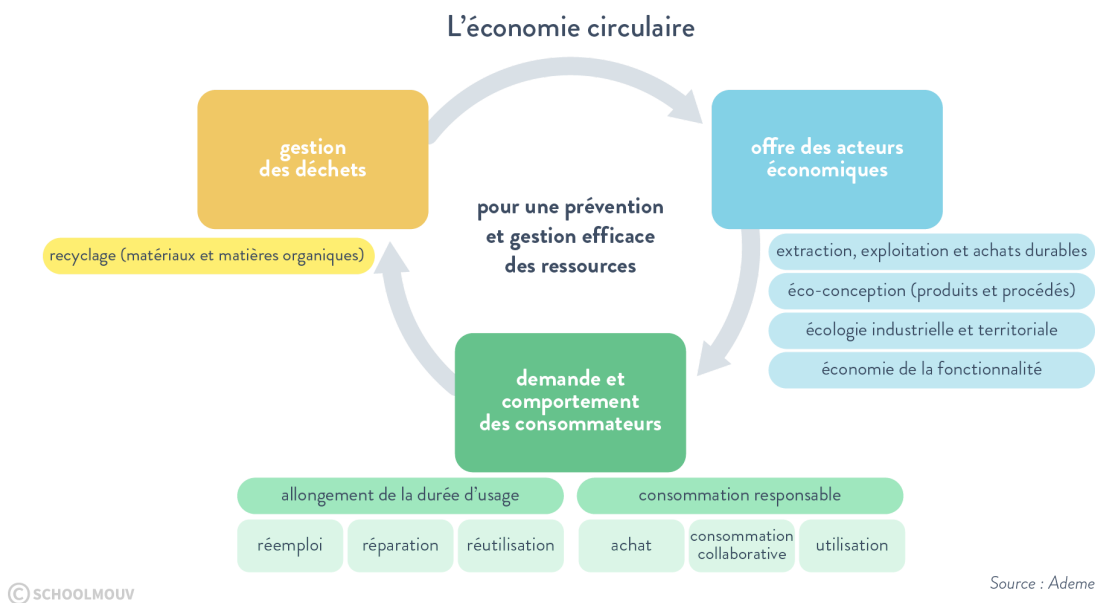 L'économie circulaire
gestion
des déchets
offre des acteurs
économiques
pour une prévention
et gestion efficace
des ressources
recyclage (matériaux et matières organiques)
extraction, exploitation et achats durables
éco-conception (produits et procédés)
écologie industrielle et territoriale
économie de la fonctionnalité
demande et
comportement
des consommateurs
allongement de la durée d'usage
consommation responsable
réemploi
réparation
réutilisation
achat
consommation
collaborative
utilisation
Source : Ademe
© SCHOOLMOUV